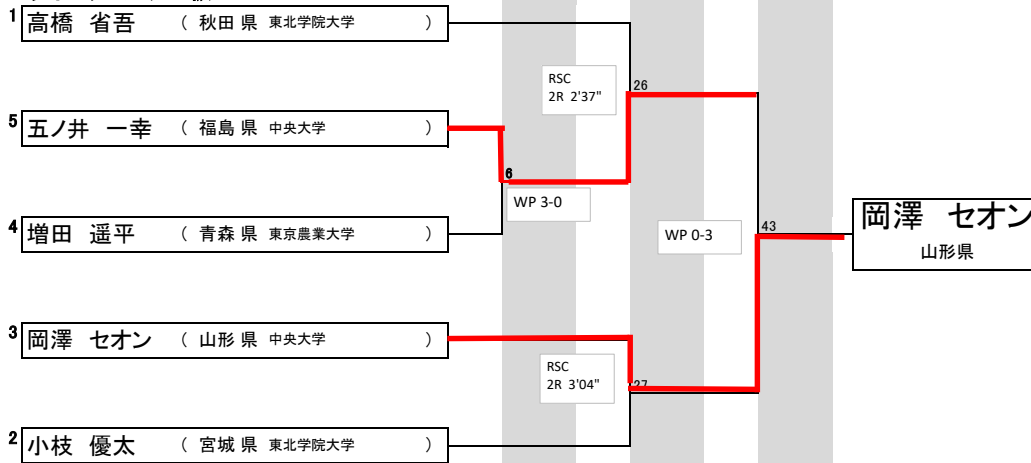 1 高橋 省吾 ( 秋田 県 東北学院大学 )
RSC
2R 2'37"
26
5 五ノ井 一幸 ( 福島 県 中央大学 )
6
WP 3-0
4 増田 遥平 ( 青森 県 東京農業大学 )
WP 0-3
43
岡澤 セオン
山形県
3 岡澤 セオン ( 山形 県 中央大学 )
RSC
2R 3'04"
27
2 小枝 優太 ( 宮城 県 東北学院大学 )